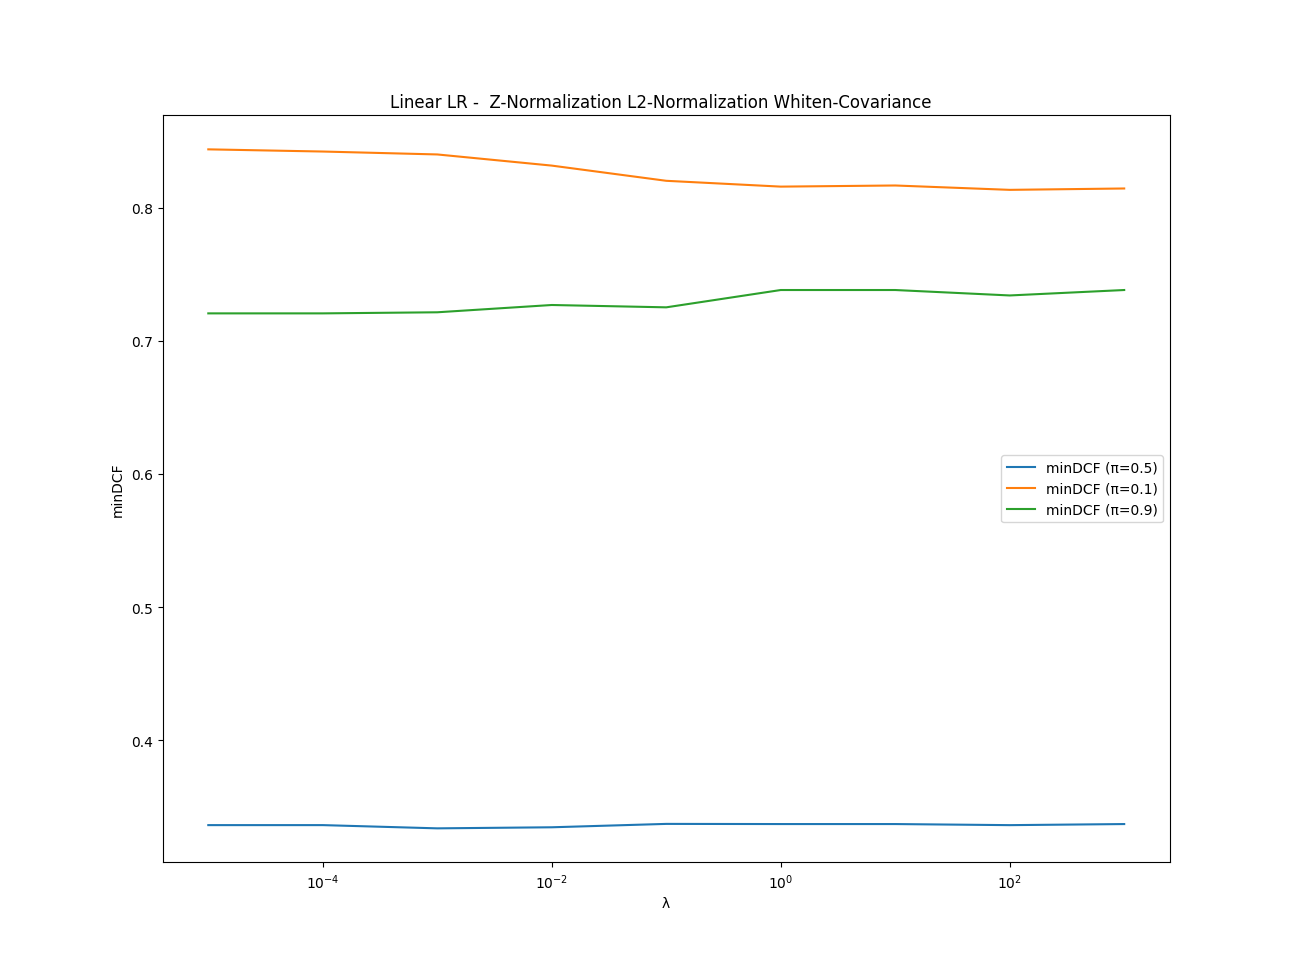 Linear LR -  Z-Normalization L2-Normalization Whiten-Covariance
minDCF
0.8
0.7
0.6
0.5
0.4
minDCF (π=0.5)
minDCF (π=0.1)
minDCF (π=0.9)
10⁻⁴
10⁻²
10⁰
10²
λ